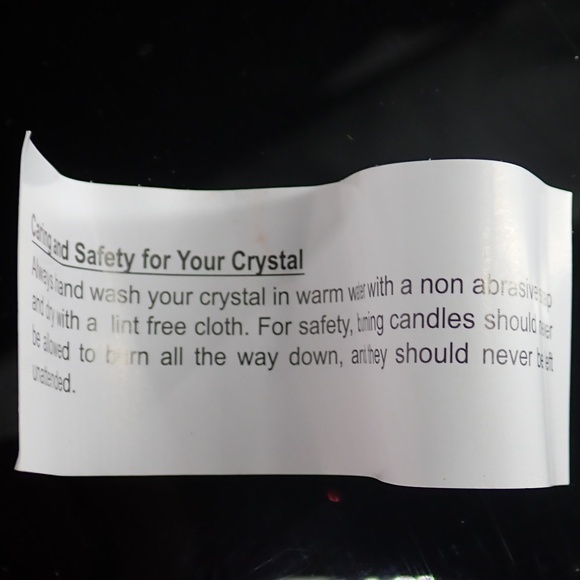 Caring and Safety for Your Crystal
Always hand wash your crystal in warm water with a non abrasive soap
and dry with a lint free cloth. For safety, burning candles should never
be allowed to burn all the way down, and they should never be left
unattended.